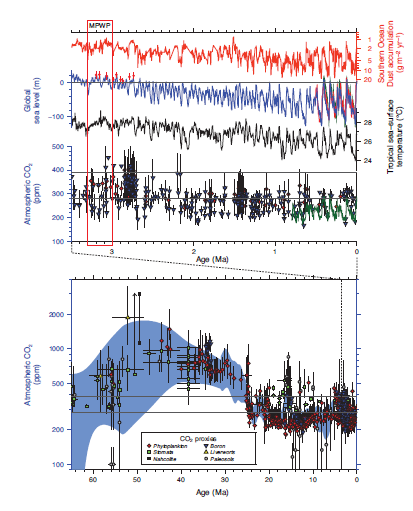 MPWP
1
2
5
10
20
Southern Ocean
Dust accumulation
(g m⁻² yr⁻¹)
0
-100
Global
sea level (m)
28
26
24
Tropical sea-surface
temperature (°C)
500
400
300
200
100
Atmospheric CO₂
(ppm)
3
2
1
0
Age (Ma)
2000
1000
500
200
100
Atmospheric CO₂
(ppm)
CO₂ proxies
Phytoplankton
Boron
Stomata
Liverworts
Nahcolite
Paleosols
60
50
40
30
20
10
0
Age (Ma)